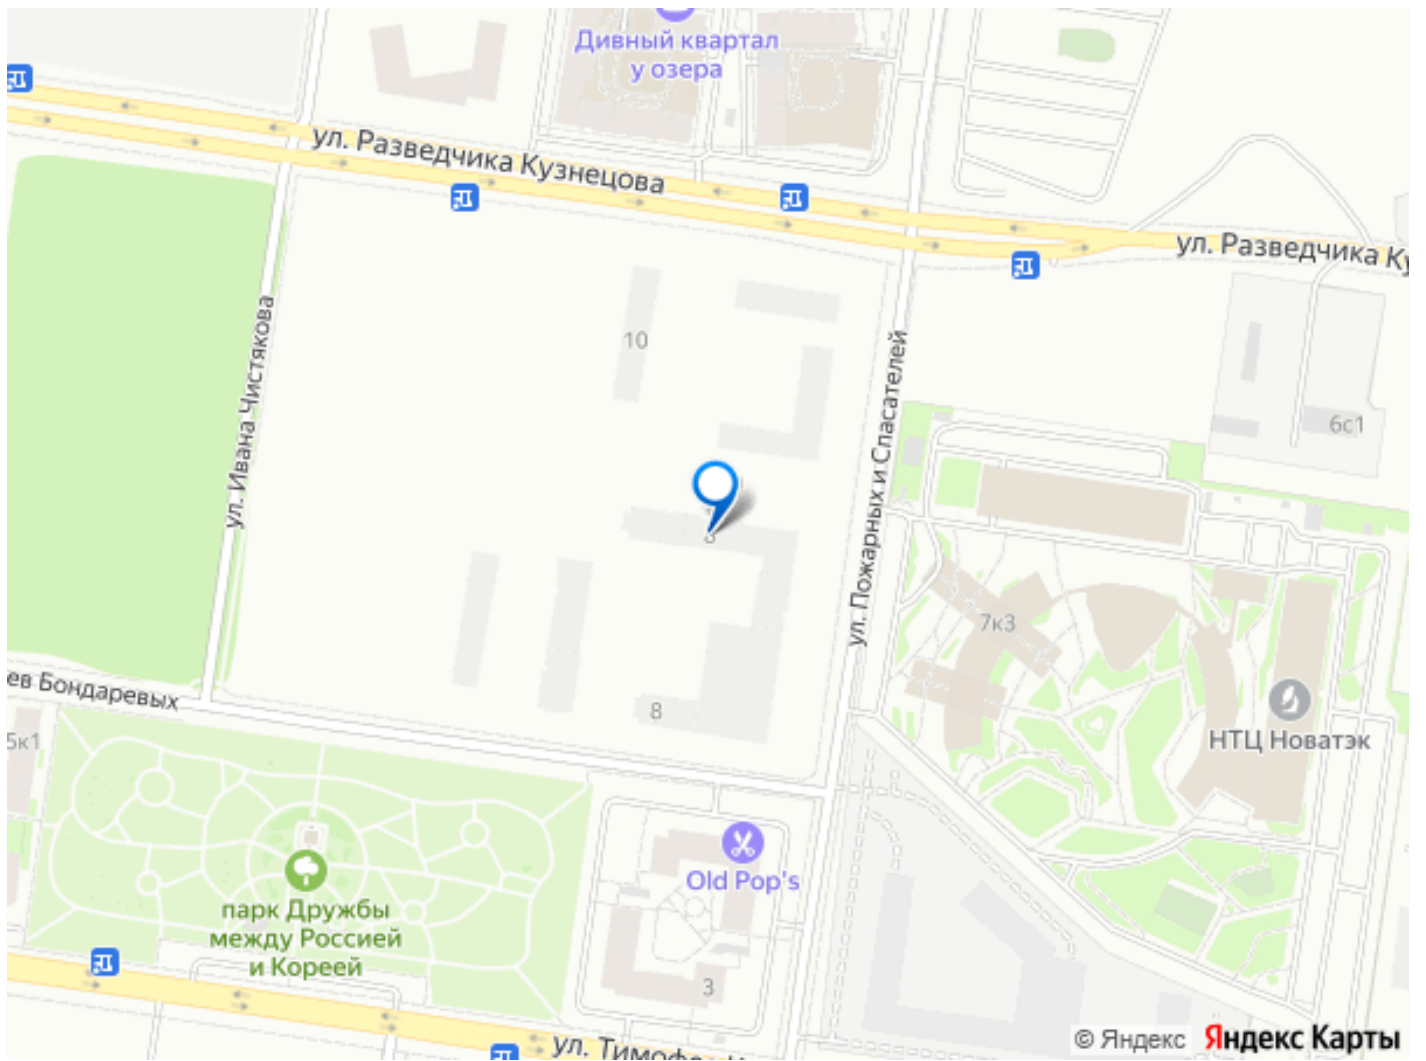 Дивный квартал
у озера
ул. Разведчика Кузнецова
ул. Разведчика Ку
10
ул. Ивана Чистякова
ул. Пожарных и Спасателей
6с1
7к3
ев Бондаревых
8
5к1
НТЦ Новатэк
Old Pop's
парк Дружбы
между Россией
и Кореей
3
ул. Тимофе
© Яндекс Яндекс Карты